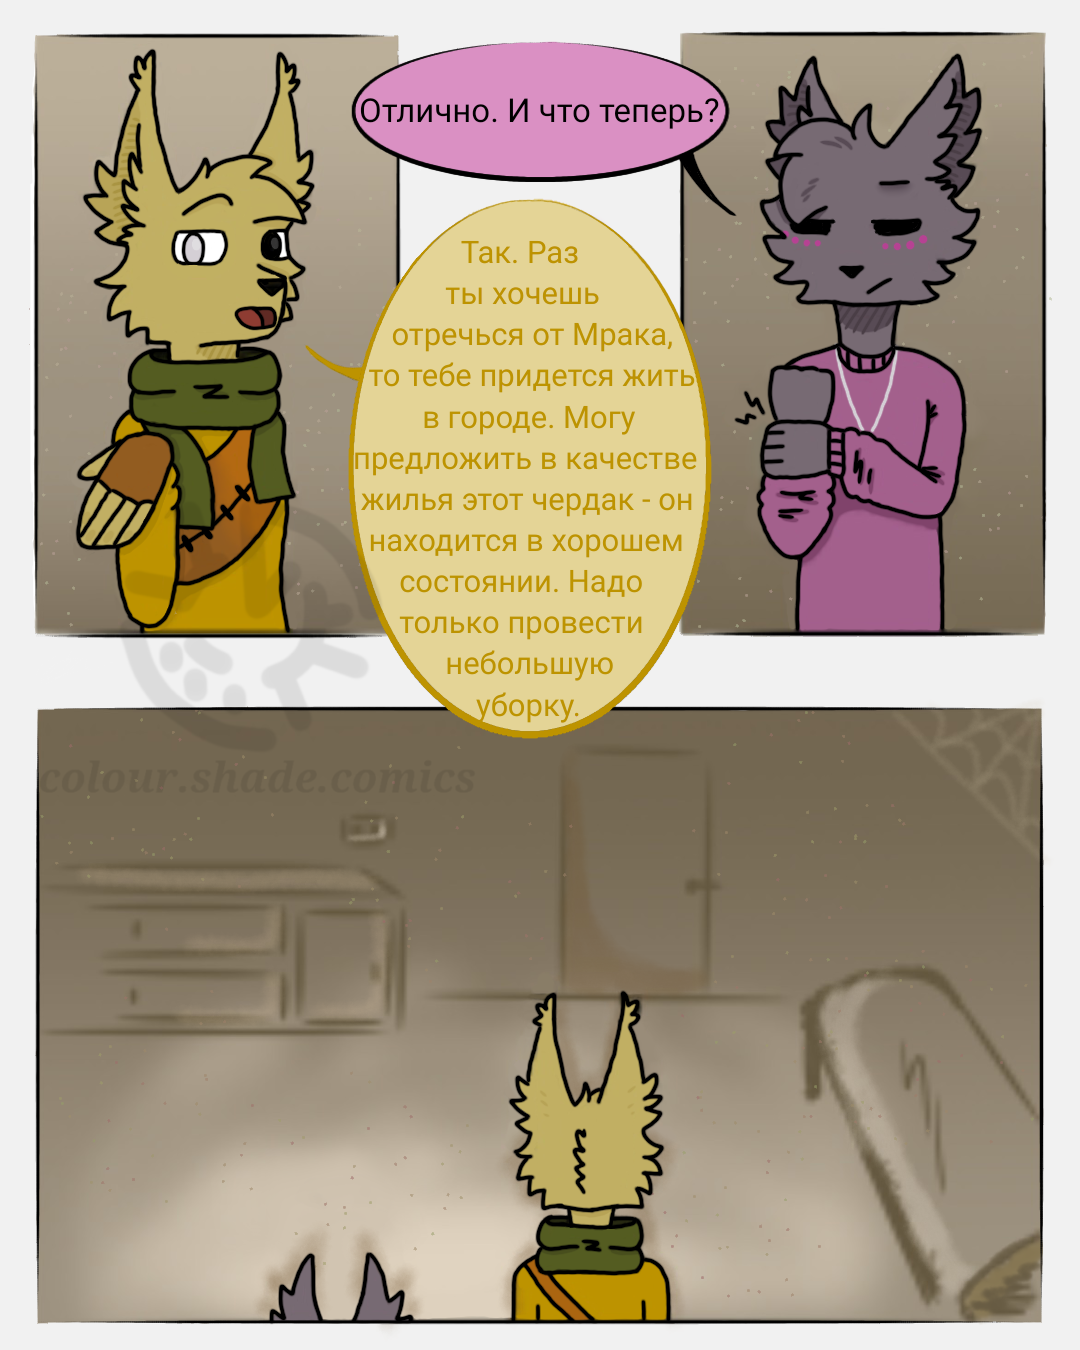 Отлично. И что теперь?
Так. Раз
ты хочешь
отречься от Мрака,
то тебе придется жить
в городе. Могу
предложить в качестве
жилья этот чердак - он
находится в хорошем
состоянии. Надо
только провести
небольшую
уборку.
colour.shade.comics